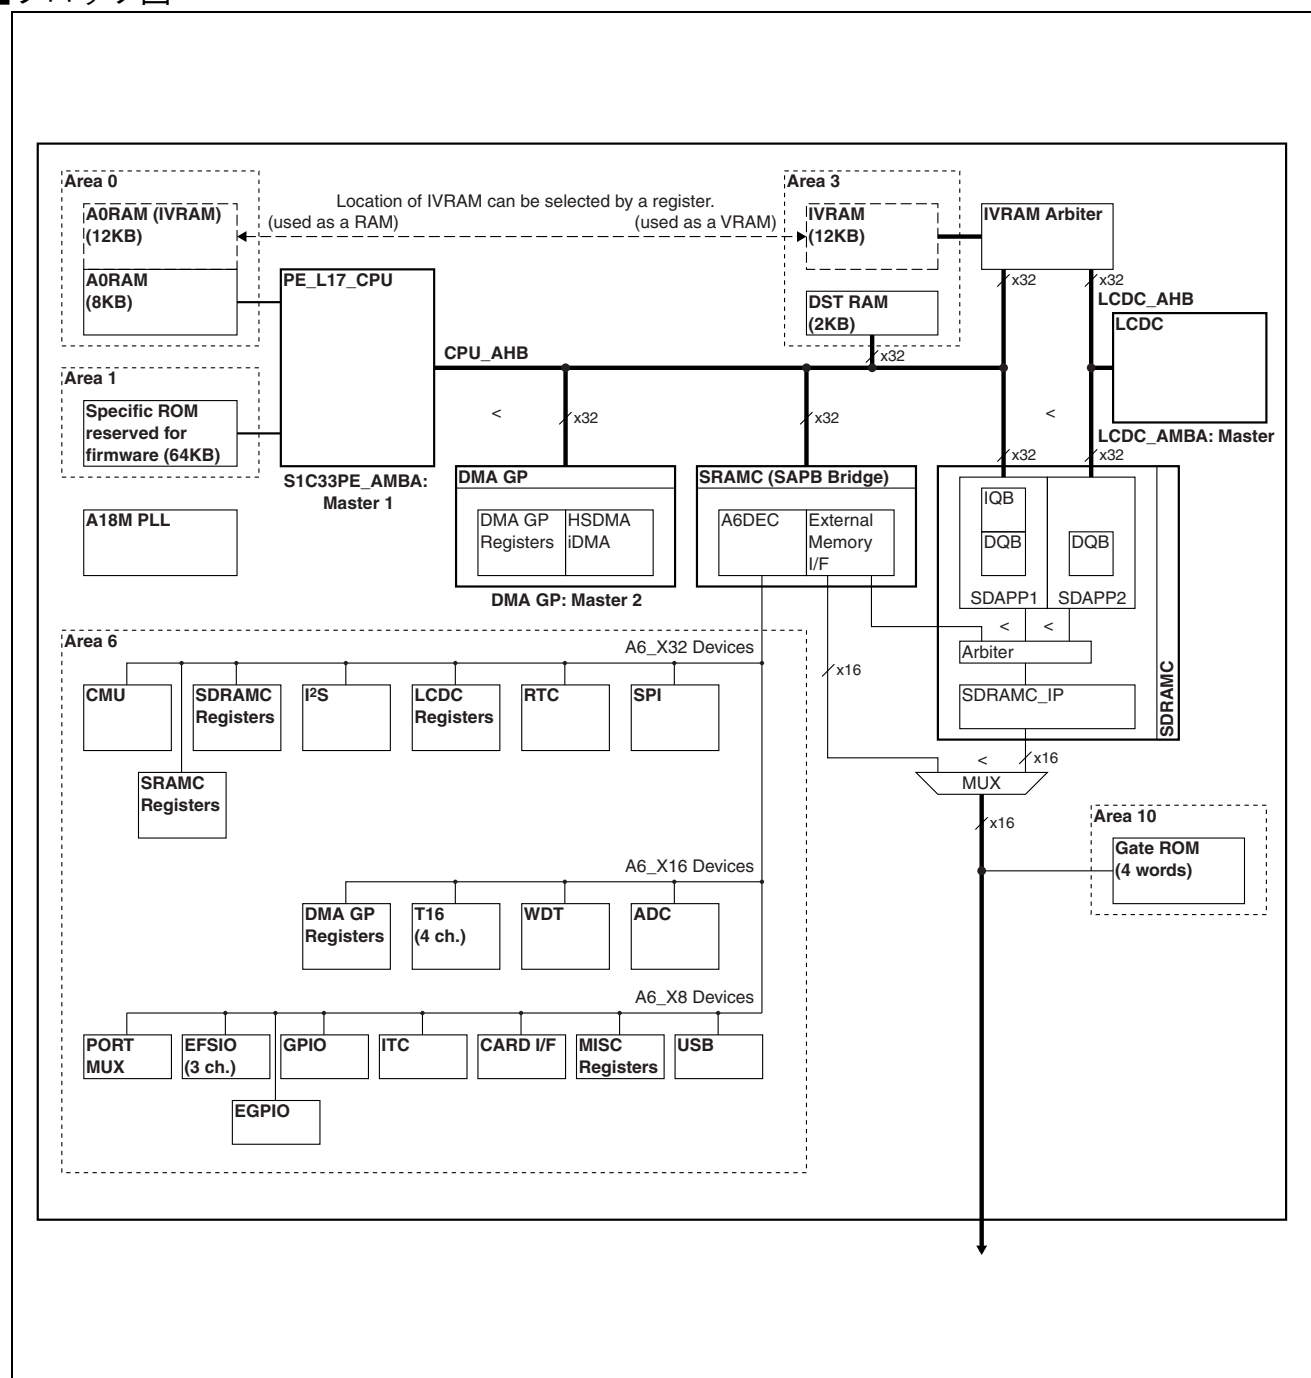 ■ブロック図
Area 0
A0RAM (IVRAM)
(12KB)
A0RAM
(8KB)
Location of IVRAM can be selected by a register.
(used as a RAM)
(used as a VRAM)
Area 3
IVRAM
(12KB)
DST RAM
(2KB)
IVRAM Arbiter
x32
x32
LCDC_AHB
LCDC
LCDC_AMBA: Master
PE_L17_CPU
S1C33PE_AMBA:
Master 1
CPU_AHB
x32
Area 1
Specific ROM
reserved for
firmware (64KB)
A18M PLL
<
x32
x32
<
x32
x32
DMA GP
DMA GP
Registers
HSDMA
iDMA
DMA GP: Master 2
SRAMC (SAPB Bridge)
A6DEC
External
Memory
I/F
IQB
DQB
DQB
SDAPP1
SDAPP2
<
<
Arbiter
SDRAMC_IP
SDRAMC
x16
<
x16
MUX
x16
Area 10
Gate ROM
(4 words)
Area 6
A6_X32 Devices
CMU
SDRAMC
Registers
I²S
LCDC
Registers
RTC
SPI
SRAMC
Registers
A6_X16 Devices
DMA GP
Registers
T16
(4 ch.)
WDT
ADC
A6_X8 Devices
PORT
MUX
EFSIO
(3 ch.)
GPIO
ITC
CARD I/F
MISC
Registers
USB
EGPIO